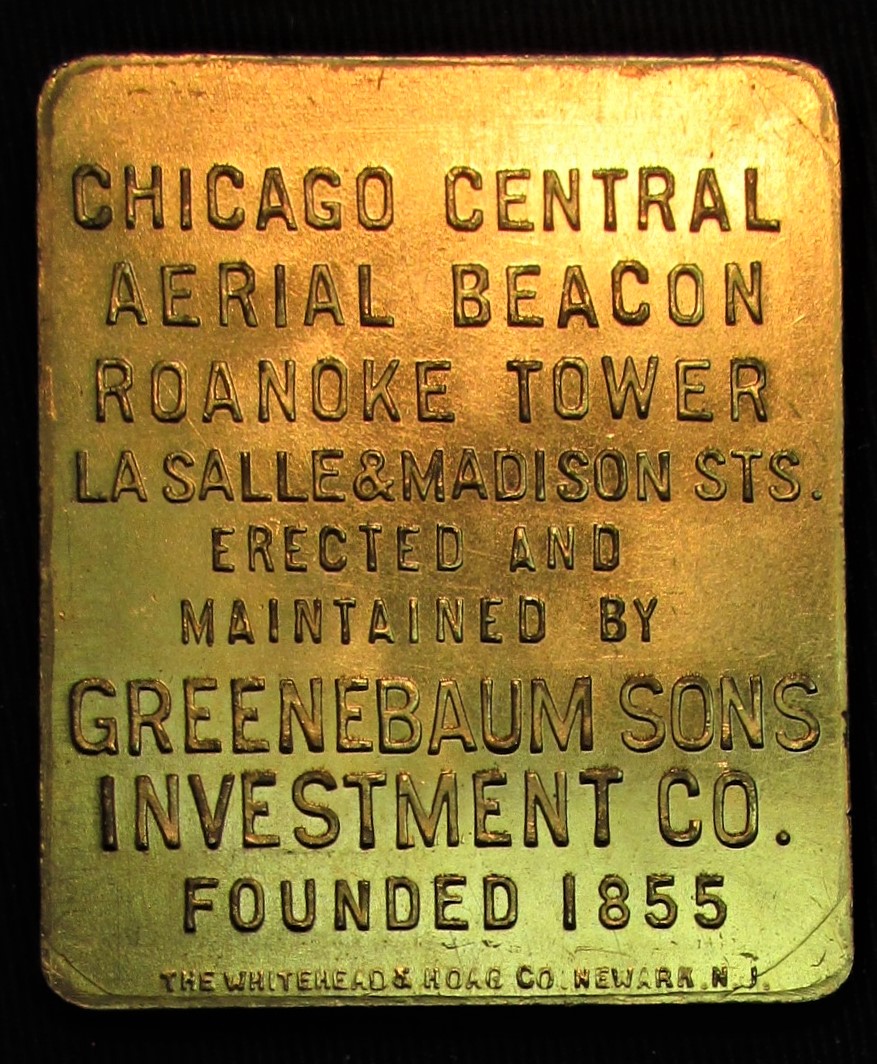 CHICAGO CENTRAL
AERIAL BEACON
ROANOKE TOWER
LA SALLE & MADISON STS.
ERECTED AND
MAINTAINED BY
GREENEBAUM SONS
INVESTMENT CO.
FOUNDED 1855
THE WHITEHEAD & HOAG CO. NEWARK. N. J.